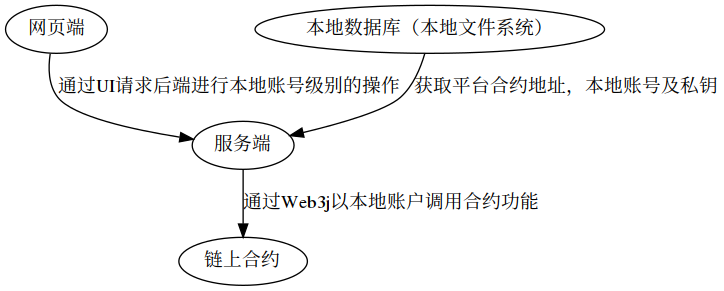 网页端
本地数据库（本地文件系统）
通过UI请求后端进行本地账号级别的操作
获取平台合约地址，本地账号及私钥
服务端
通过Web3j以本地账户调用合约功能
链上合约